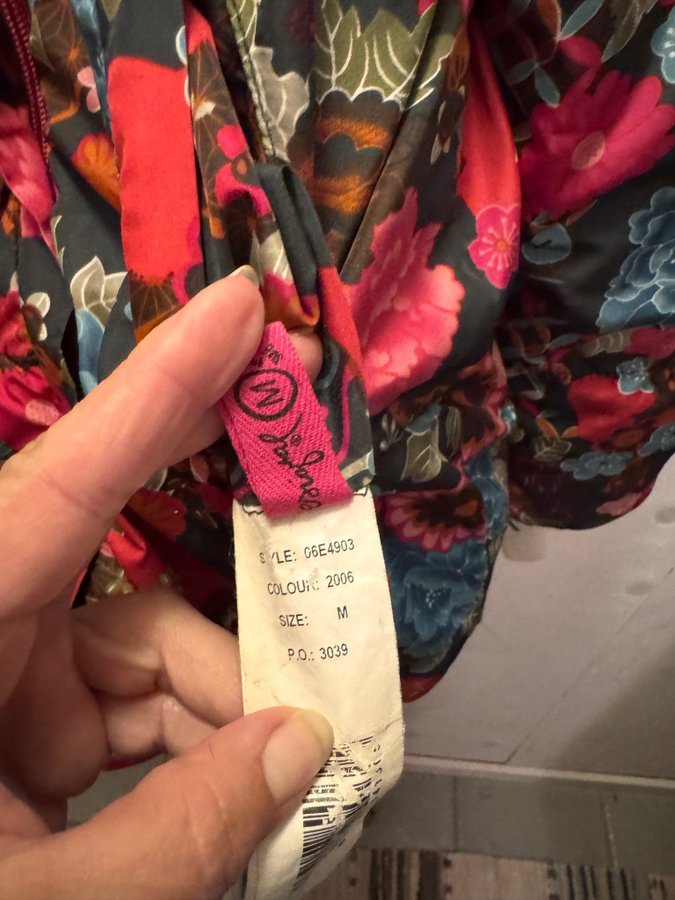 M
STYLE: 06E4903
COLOUR: 2006
SIZE: M
P.O.: 3039